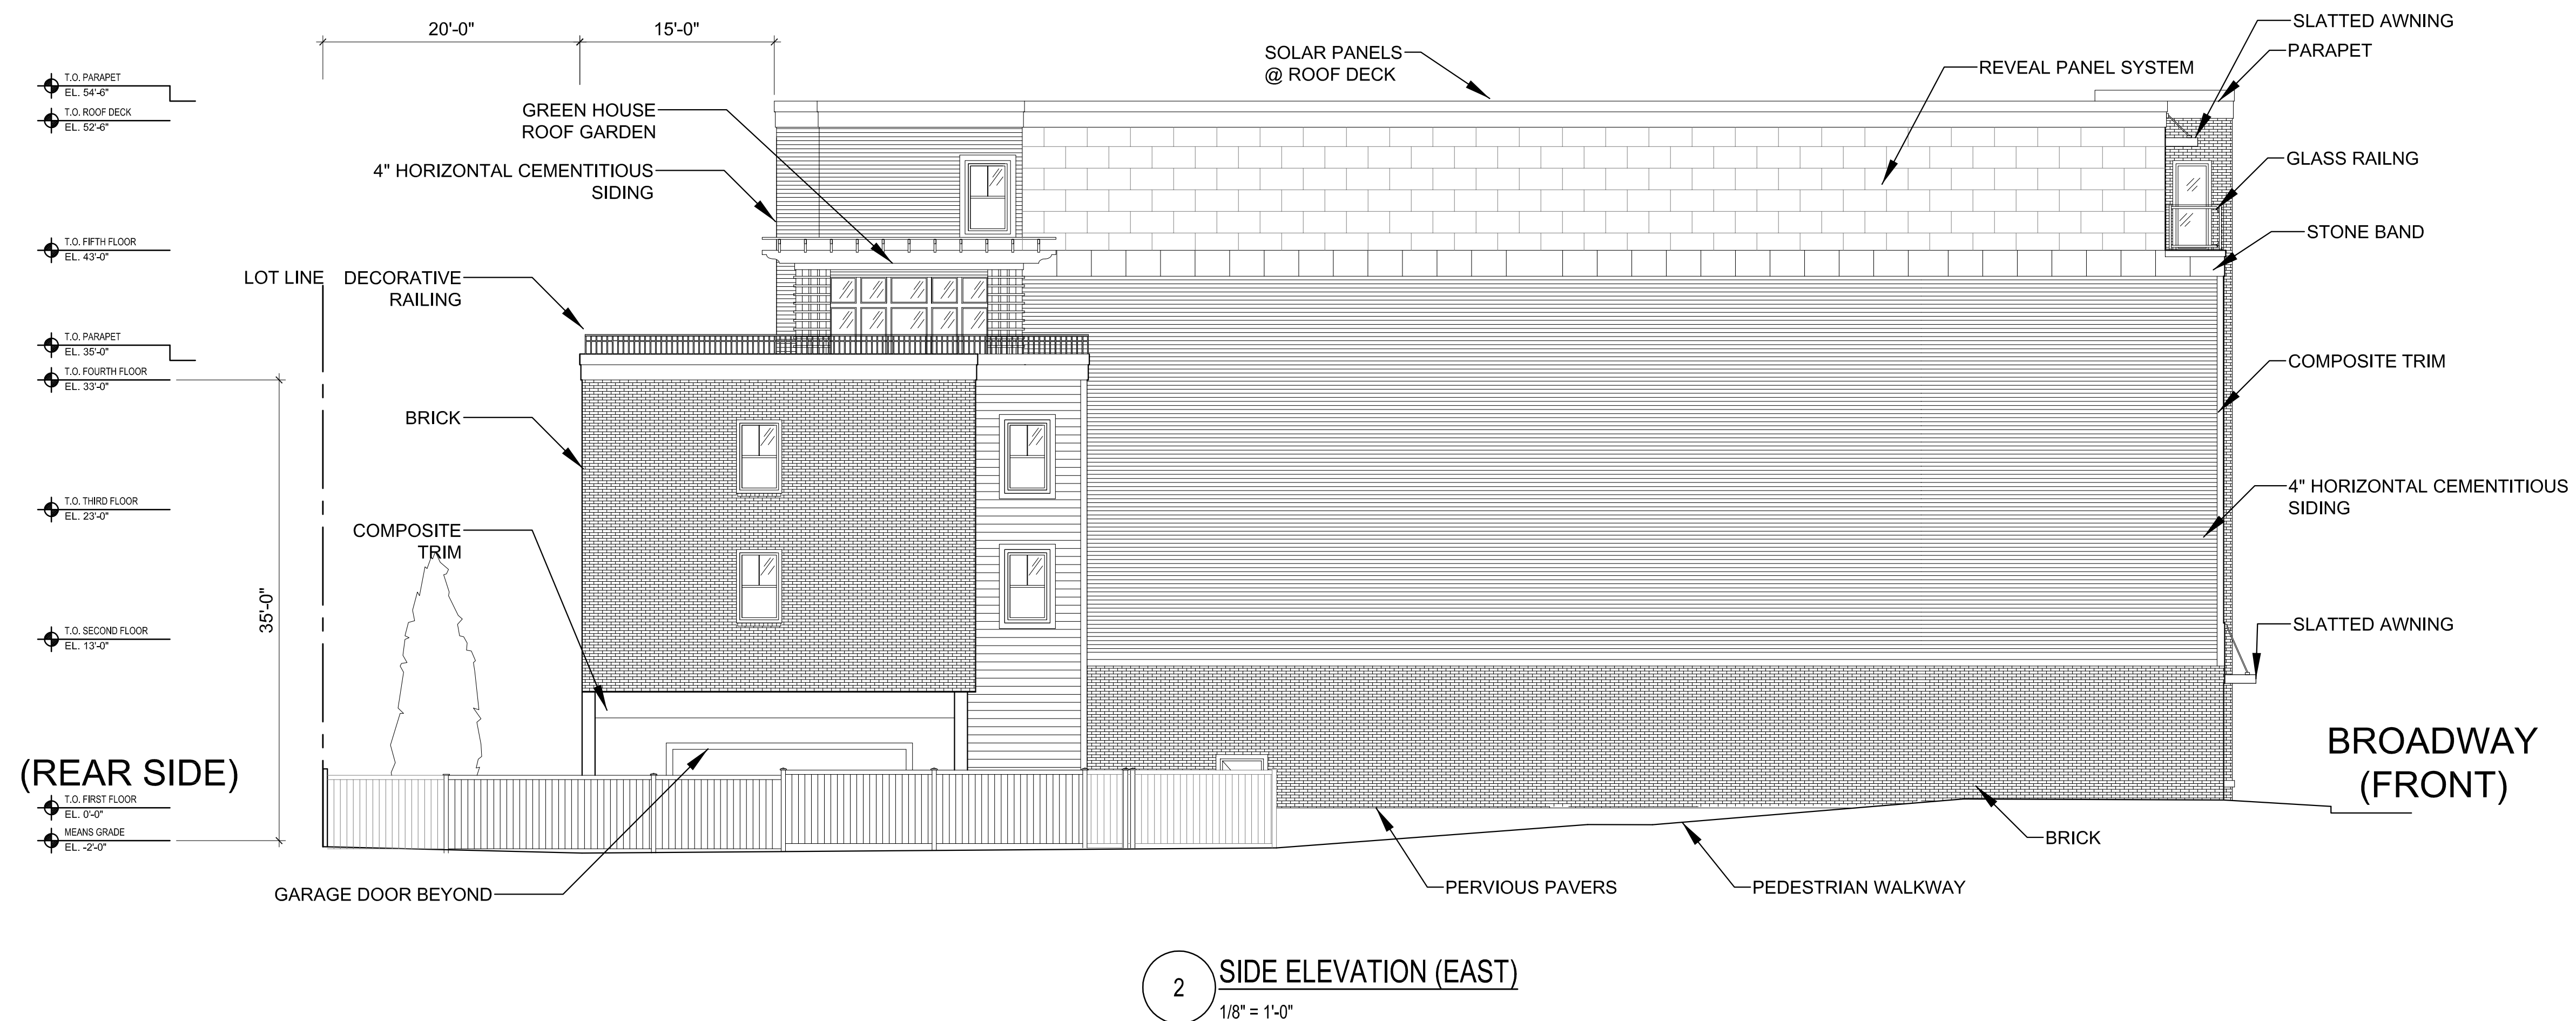 20'-0"
15'-0"
SLATTED AWNING
PARAPET
SOLAR PANELS
@ ROOF DECK
REVEAL PANEL SYSTEM
T.O. PARAPET
EL. 54'-6"
T.O. ROOF DECK
EL. 52'-6"
GREEN HOUSE
ROOF GARDEN
4" HORIZONTAL CEMENTITIOUS
SIDING
GLASS RAILNG
STONE BAND
T.O. FIFTH FLOOR
EL. 43'-0"
LOT LINE
DECORATIVE
RAILING
T.O. PARAPET
EL. 35'-0"
T.O. FOURTH FLOOR
EL. 33'-0"
COMPOSITE TRIM
BRICK
4" HORIZONTAL CEMENTITIOUS
SIDING
T.O. THIRD FLOOR
EL. 23'-0"
COMPOSITE
TRIM
35'-0"
T.O. SECOND FLOOR
EL. 13'-0"
SLATTED AWNING
(REAR SIDE)
BROADWAY
(FRONT)
T.O. FIRST FLOOR
EL. 0'-0"
MEANS GRADE
EL. -2'-0"
BRICK
GARAGE DOOR BEYOND
PERVIOUS PAVERS
PEDESTRIAN WALKWAY
2
SIDE ELEVATION (EAST)
1/8" = 1'-0"